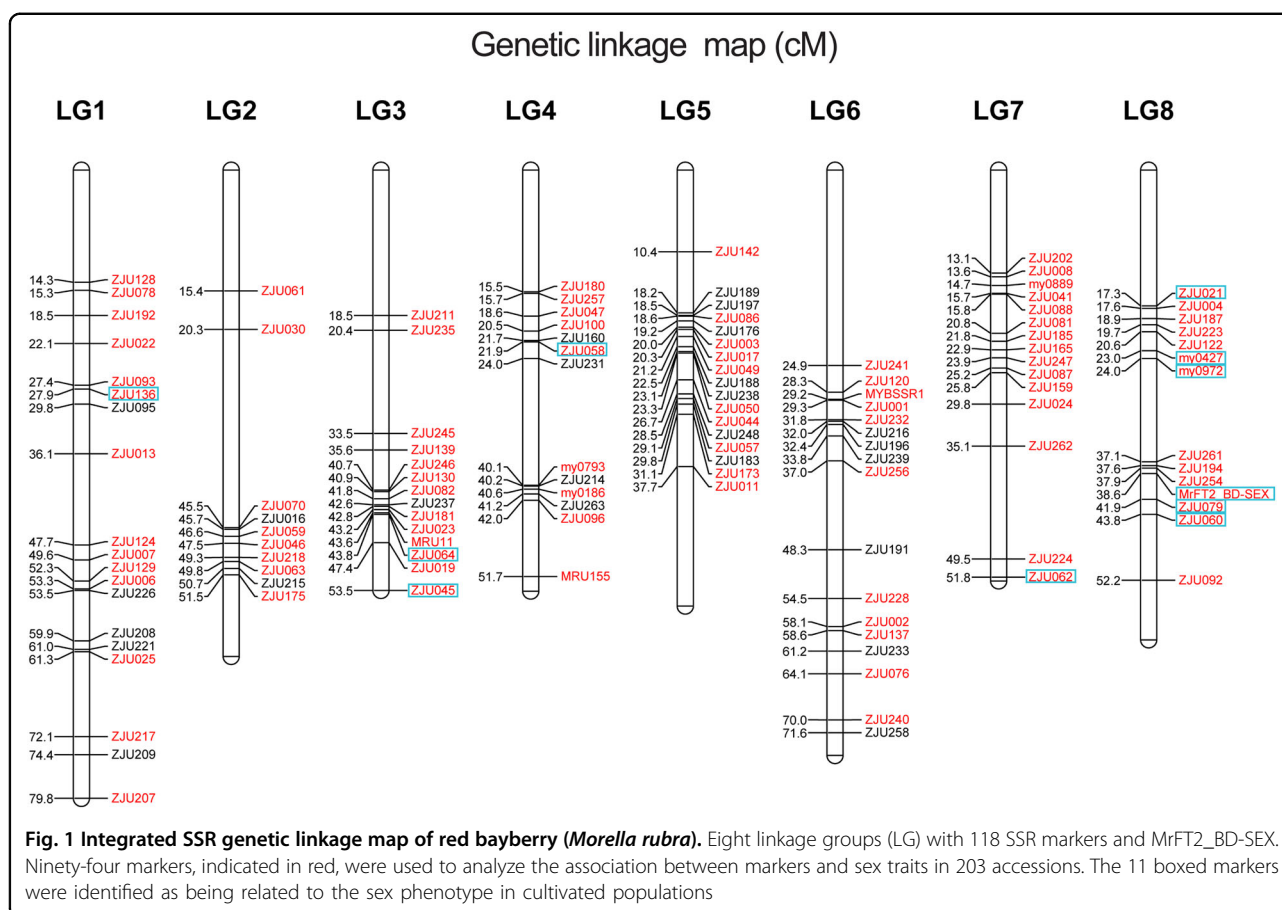 Genetic linkage map (cM)
LG1 LG2 LG3 LG4 LG5 LG6 LG7 LG8
14.3 ZJU128
15.3 ZJU078
18.5 ZJU192
22.1 ZJU022
27.4 ZJU093
27.9 ZJU136
29.8 ZJU095
36.1 ZJU013
47.7 ZJU124
49.6 ZJU007
52.3 ZJU129
53.3 ZJU006
53.5 ZJU226
59.9 ZJU208
61.0 ZJU221
61.3 ZJU025
72.1 ZJU217
74.4 ZJU209
79.8 ZJU207
15.4 ZJU061
20.3 ZJU030
45.5 ZJU070
45.7 ZJU016
46.6 ZJU059
47.5 ZJU046
49.3 ZJU218
49.8 ZJU063
50.7 ZJU215
51.5 ZJU175
18.5 ZJU211
20.4 ZJU235
33.5 ZJU245
35.6 ZJU139
40.7 ZJU246
40.9 ZJU130
41.8 ZJU082
42.6 ZJU237
42.8 ZJU181
43.2 ZJU023
43.6 MRU11
43.8 ZJU064
47.4 ZJU019
53.5 ZJU045
15.5 ZJU180
15.7 ZJU257
18.6 ZJU047
20.5 ZJU100
21.7 ZJU160
21.9 ZJU058
24.0 ZJU231
40.1 my0793
40.2 ZJU214
40.6 my0186
41.2 ZJU263
42.0 ZJU096
51.7 MRU155
10.4 ZJU142
18.2 ZJU189
18.5 ZJU197
18.6 ZJU086
19.2 ZJU176
20.0 ZJU003
20.3 ZJU017
21.2 ZJU049
22.5 ZJU188
23.1 ZJU238
23.3 ZJU050
26.7 ZJU044
28.5 ZJU248
29.1 ZJU057
29.8 ZJU183
31.1 ZJU173
37.7 ZJU011
24.9 ZJU241
28.3 ZJU120
29.2 MYBSSR1
29.3 ZJU001
31.8 ZJU232
32.0 ZJU216
32.4 ZJU196
33.8 ZJU239
37.0 ZJU256
48.3 ZJU191
54.5 ZJU228
58.1 ZJU002
58.6 ZJU137
61.2 ZJU233
64.1 ZJU076
70.0 ZJU240
71.6 ZJU258
13.1 ZJU202
13.6 ZJU008
14.7 my0889
15.7 ZJU041
15.8 ZJU088
20.8 ZJU081
21.8 ZJU185
22.9 ZJU165
23.9 ZJU247
25.2 ZJU087
25.8 ZJU159
29.8 ZJU024
35.1 ZJU262
49.5 ZJU224
51.8 ZJU062
17.3 ZJU021
17.6 ZJU004
18.9 ZJU187
19.7 ZJU223
20.6 ZJU122
23.0 my0427
24.0 my0972
37.1 ZJU261
37.6 ZJU194
37.9 ZJU254
38.6 MrFT2_BD-SEX
41.9 ZJU079
43.8 ZJU060
52.2 ZJU092
Fig. 1 Integrated SSR genetic linkage map of red bayberry (Morella rubra). Eight linkage groups (LG) with 118 SSR markers and MrFT2_BD-SEX.
Ninety-four markers, indicated in red, were used to analyze the association between markers and sex traits in 203 accessions. The 11 boxed markers
were identified as being related to the sex phenotype in cultivated populations